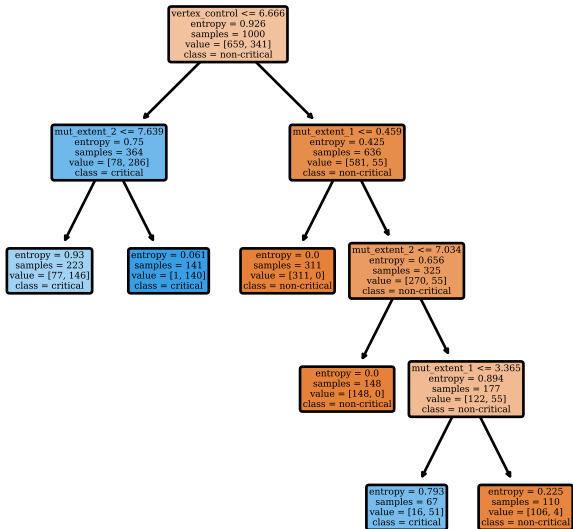 vertex_control <= 6.666
entropy = 0.926
samples = 1000
value = [659, 341]
class = non-critical
mut_extent_2 <= 7.639
entropy = 0.75
samples = 364
value = [78, 286]
class = critical
mut_extent_1 <= 0.459
entropy = 0.425
samples = 636
value = [581, 55]
class = non-critical
entropy = 0.93
samples = 223
value = [77, 146]
class = critical
entropy = 0.061
samples = 141
value = [1, 140]
class = critical
entropy = 0.0
samples = 311
value = [311, 0]
class = non-critical
mut_extent_2 <= 7.034
entropy = 0.656
samples = 325
value = [270, 55]
class = non-critical
entropy = 0.0
samples = 148
value = [148, 0]
class = non-critical
mut_extent_1 <= 3.365
entropy = 0.894
samples = 177
value = [122, 55]
class = non-critical
entropy = 0.793
samples = 67
value = [16, 51]
class = critical
entropy = 0.225
samples = 110
value = [106, 4]
class = non-critical